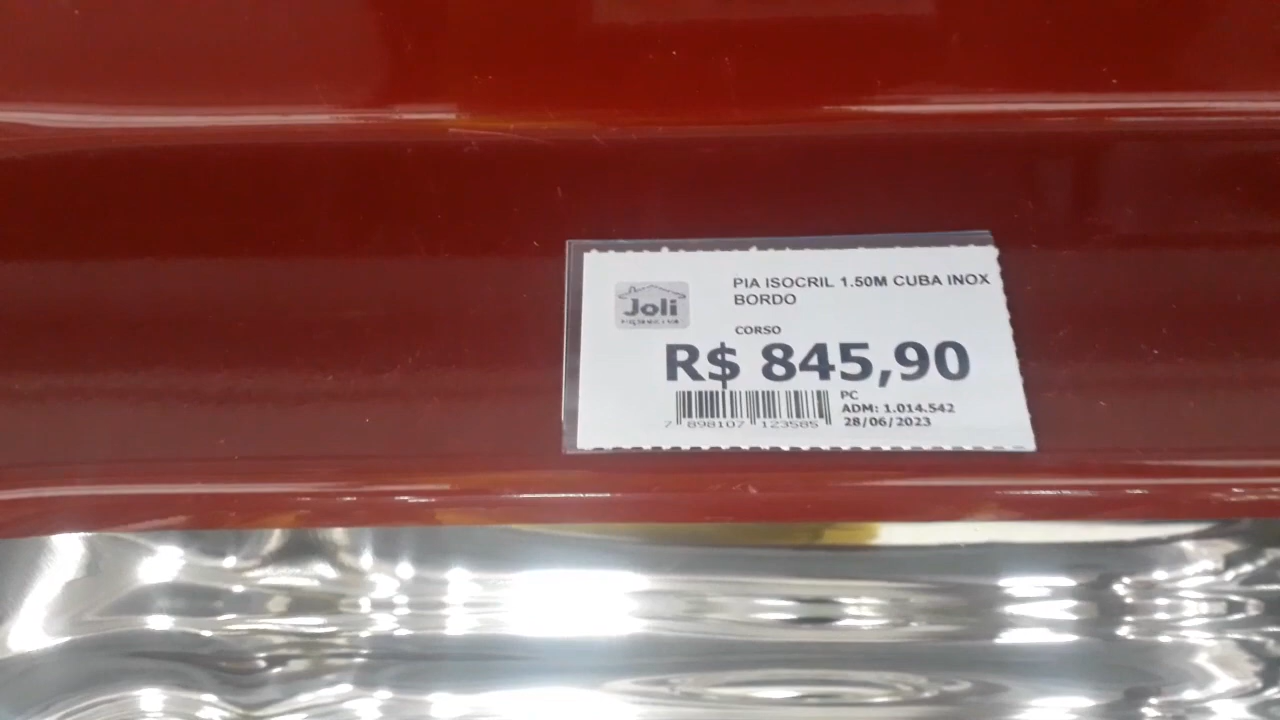 Joli
PIA ISOCRIL 1.50M CUBA INOX
BORDO
CORSO
R$ 845,90
PC
ADM: 1.014.542
28/06/2023
7 898107 123585